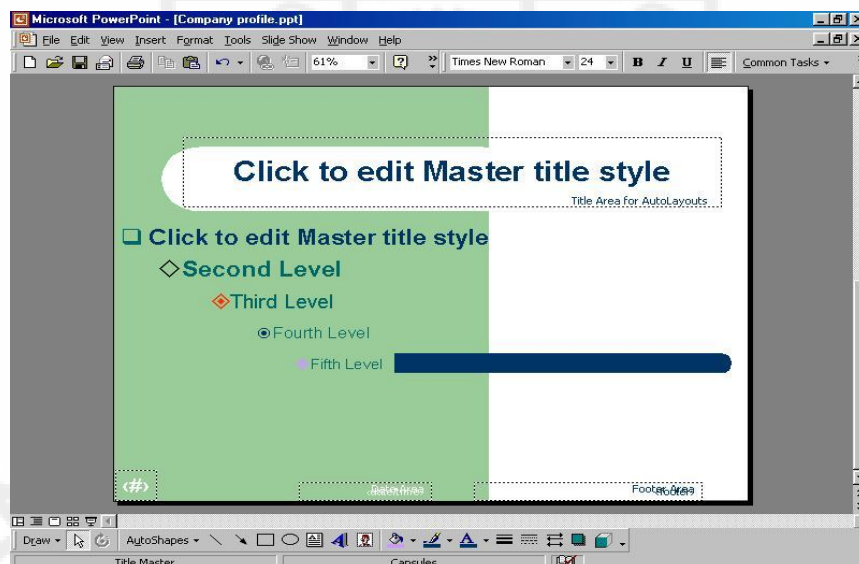 Microsoft PowerPoint - [Company profile.ppt]
File Edit View Insert Format Tools Slide Show Window Help
61% Times New Roman 24 B I U Common Tasks
Click to edit Master title style
Title Area for AutoLayouts
Click to edit Master title style
Second Level
Third Level
Fourth Level
Fifth Level
‹#› Date Area Footer Area
Draw AutoShapes
Title Master Capsules